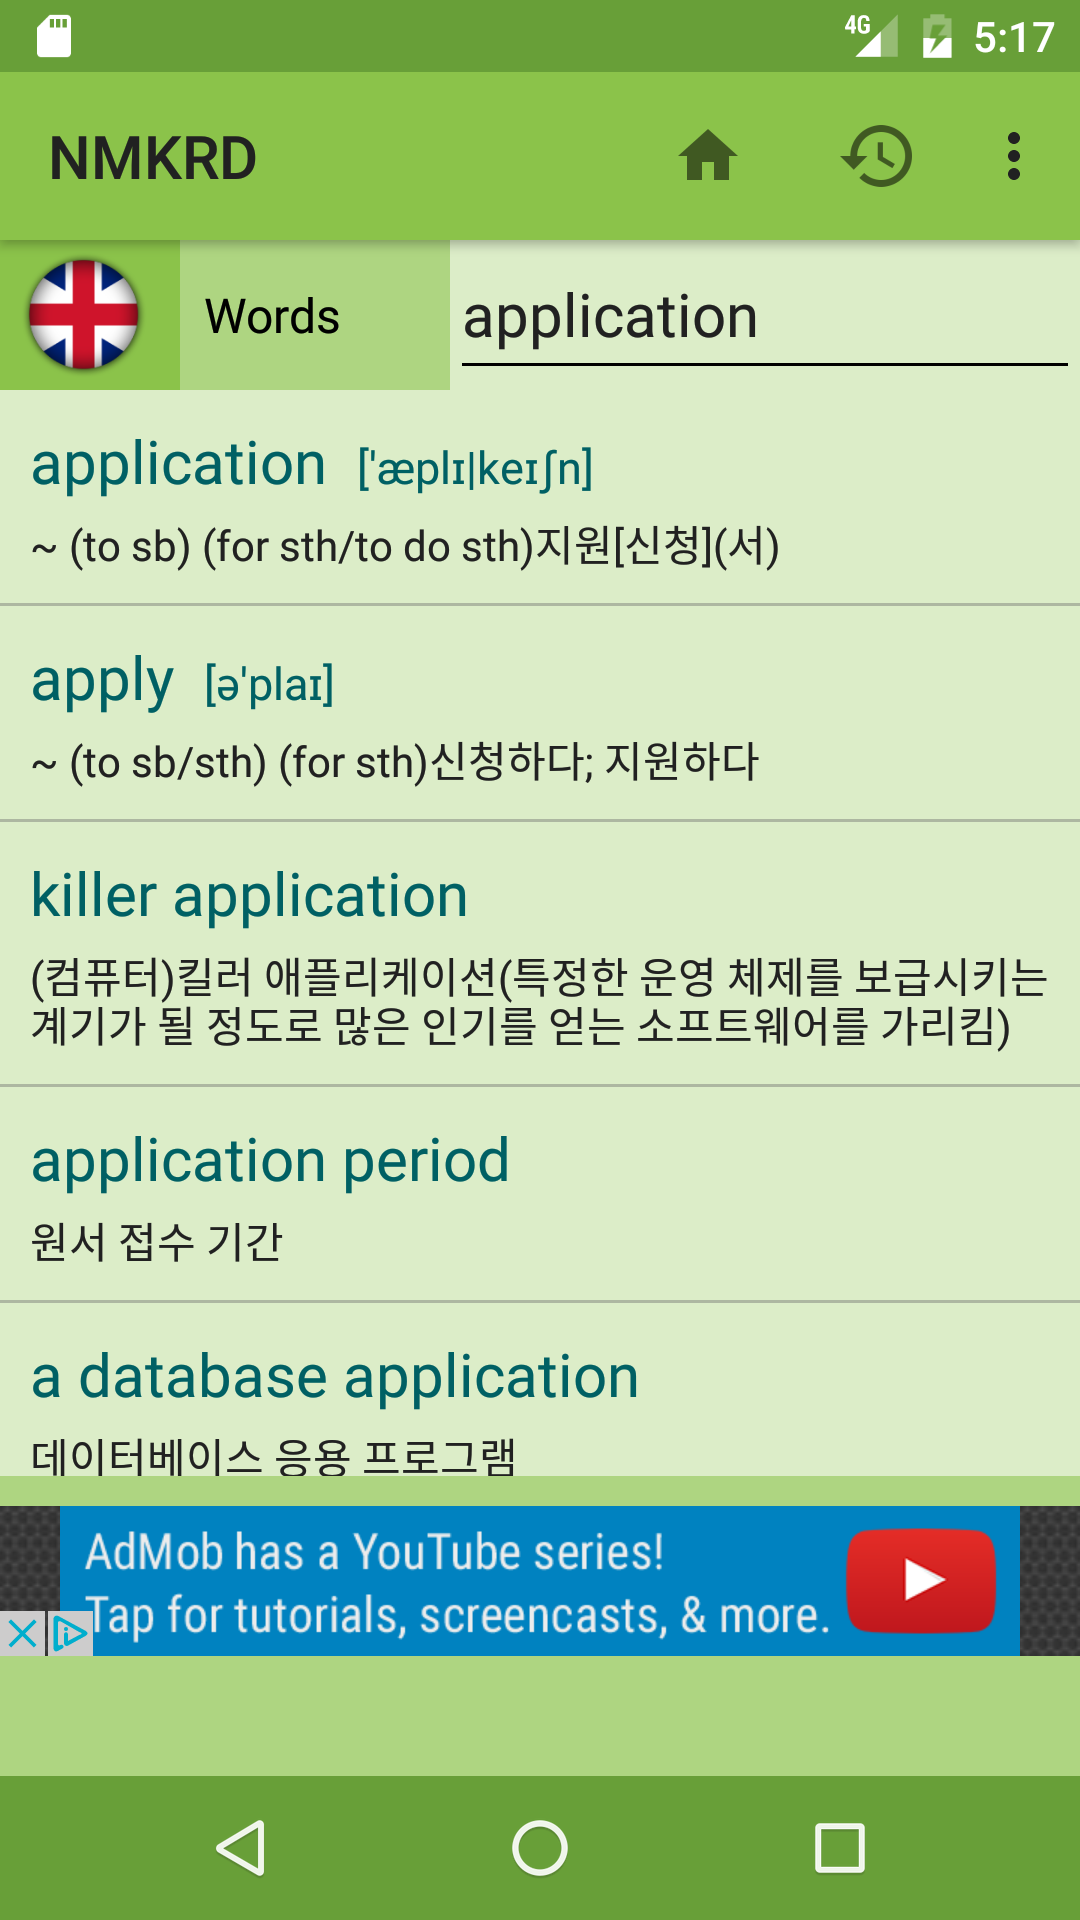 4G 5:17
NMKRD
Words application
application ['æplɪ|keɪʃn]
~ (to sb) (for sth/to do sth)지원[신청](서)
apply [ə'plaɪ]
~ (to sb/sth) (for sth)신청하다; 지원하다
killer application
(컴퓨터)킬러 애플리케이션(특정한 운영 체제를 보급시키는
계기가 될 정도로 많은 인기를 얻는 소프트웨어를 가리킴)
application period
원서 접수 기간
a database application
데이터베이스 응용 프로그램
AdMob has a YouTube series!
Tap for tutorials, screencasts, & more.